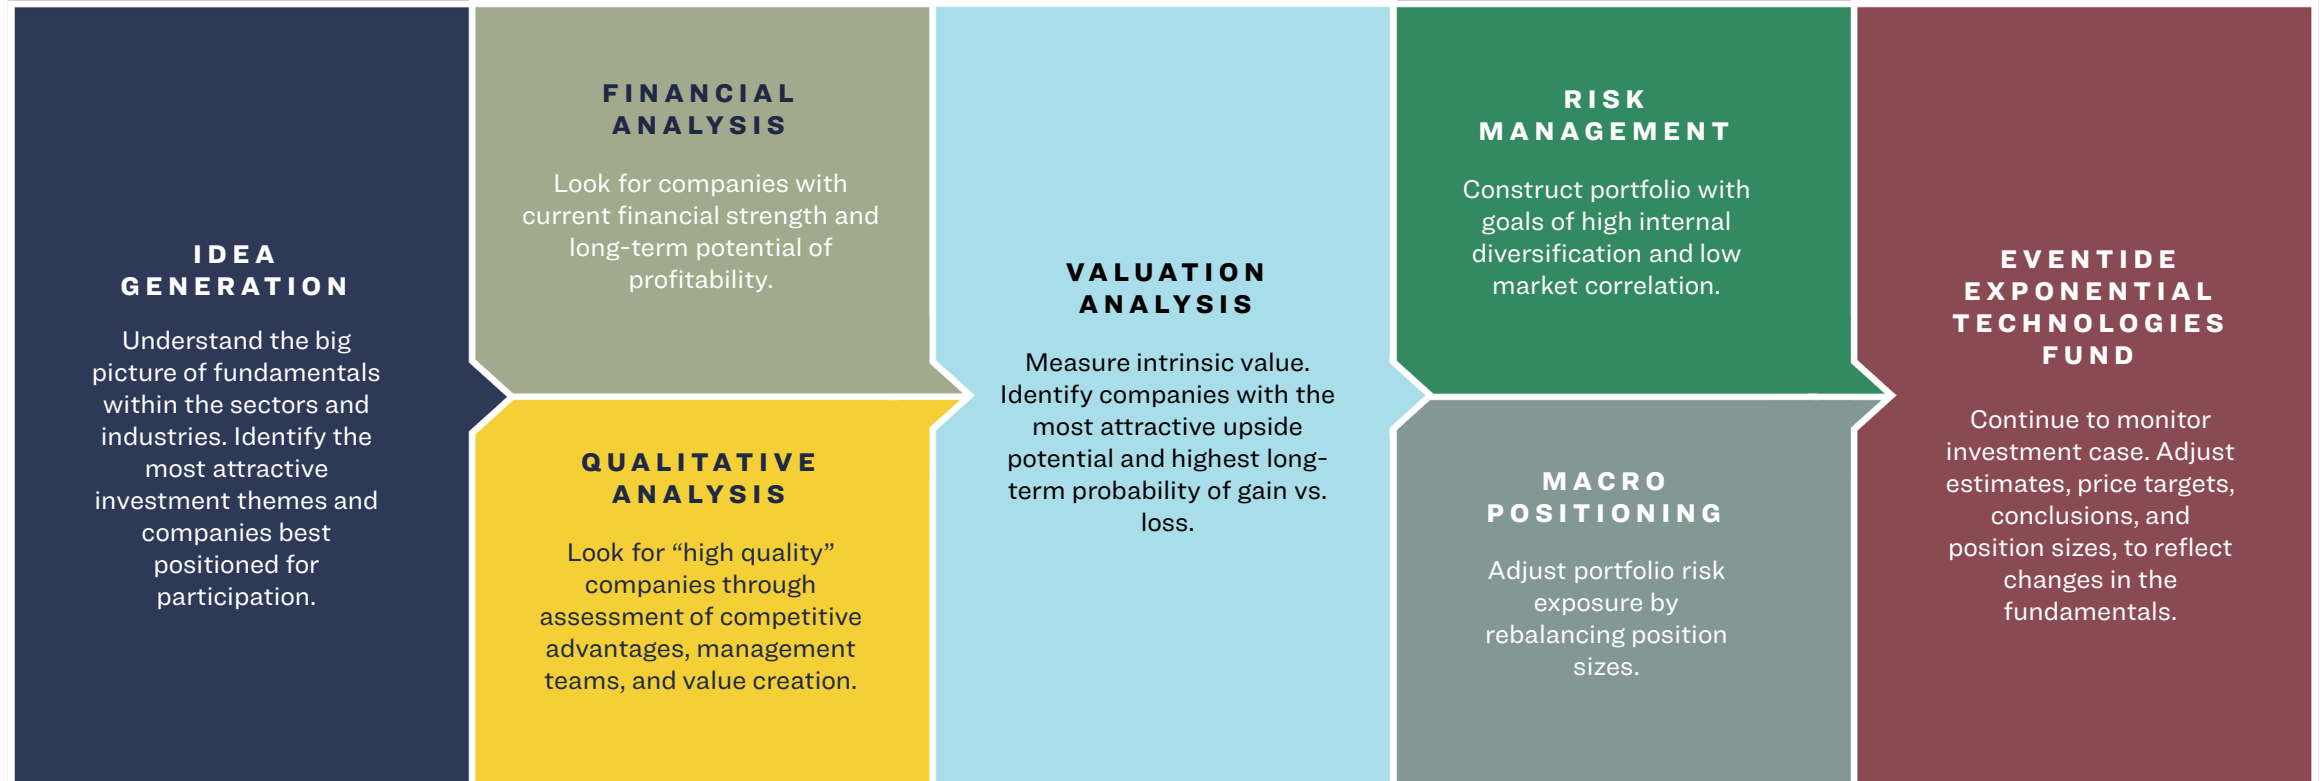 IDEA
GENERATION
Understand the big
picture of fundamentals
within the sectors and
industries. Identify the
most attractive
investment themes and
companies best
positioned for
participation.
FINANCIAL
ANALYSIS
Look for companies with
current financial strength and
long-term potential of
profitability.
QUALITATIVE
ANALYSIS
Look for “high quality”
companies through
assessment of competitive
advantages, management
teams, and value creation.
VALUATION
ANALYSIS
Measure intrinsic value.
Identify companies with the
most attractive upside
potential and highest long-
term probability of gain vs.
loss.
RISK
MANAGEMENT
Construct portfolio with
goals of high internal
diversification and low
market correlation.
MACRO
POSITIONING
Adjust portfolio risk
exposure by
rebalancing position
sizes.
EVENTIDE
EXPONENTIAL
TECHNOLOGIES
FUND
Continue to monitor
investment case. Adjust
estimates, price targets,
conclusions, and
position sizes, to reflect
changes in the
fundamentals.